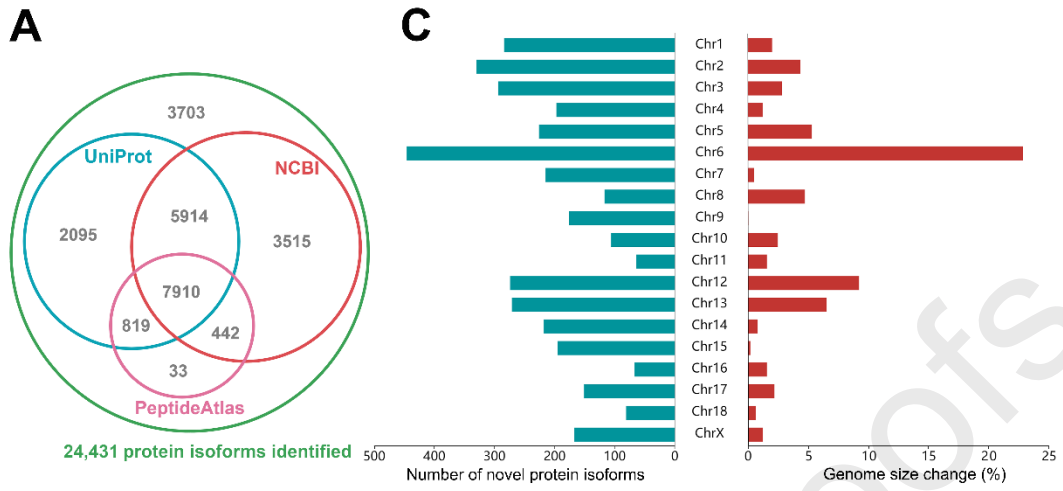 A
3703
UniProt
NCBI
5914
2095
3515
7910
819
442
33
PeptideAtlas
24,431 protein isoforms identified
C
Chr1
Chr2
Chr3
Chr4
Chr5
Chr6
Chr7
Chr8
Chr9
Chr10
Chr11
Chr12
Chr13
Chr14
Chr15
Chr16
Chr17
Chr18
ChrX
500 400 300 200 100 0
Number of novel protein isoforms
0 5 10 15 20 25
Genome size change (%)
oofs